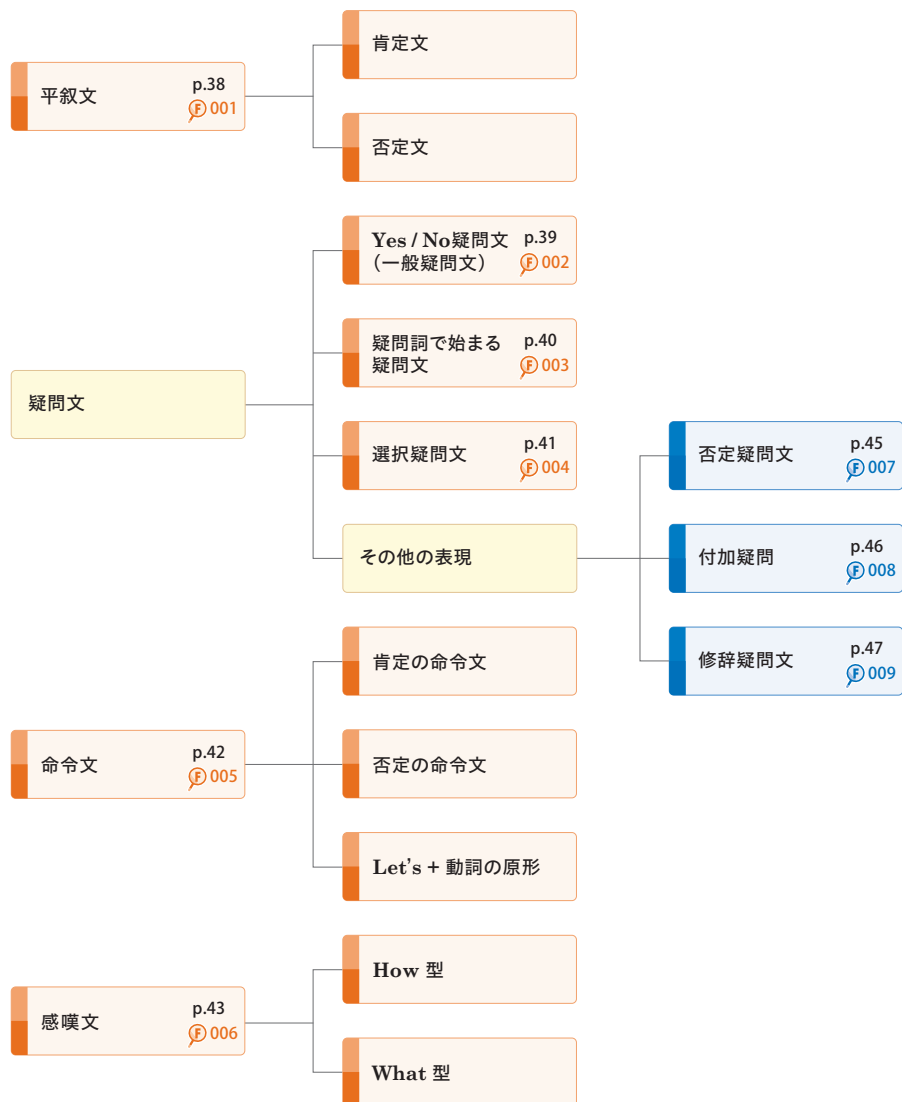 平叙文
p.38
F 001
肯定文
否定文
疑問文
Yes / No疑問文
(一般疑問文)
p.39
F 002
疑問詞で始まる
疑問文
p.40
F 003
選択疑問文
p.41
F 004
その他の表現
否定疑問文
p.45
F 007
付加疑問
p.46
F 008
修辞疑問文
p.47
F 009
命令文
p.42
F 005
肯定の命令文
否定の命令文
Let's + 動詞の原形
感嘆文
p.43
F 006
How 型
What 型